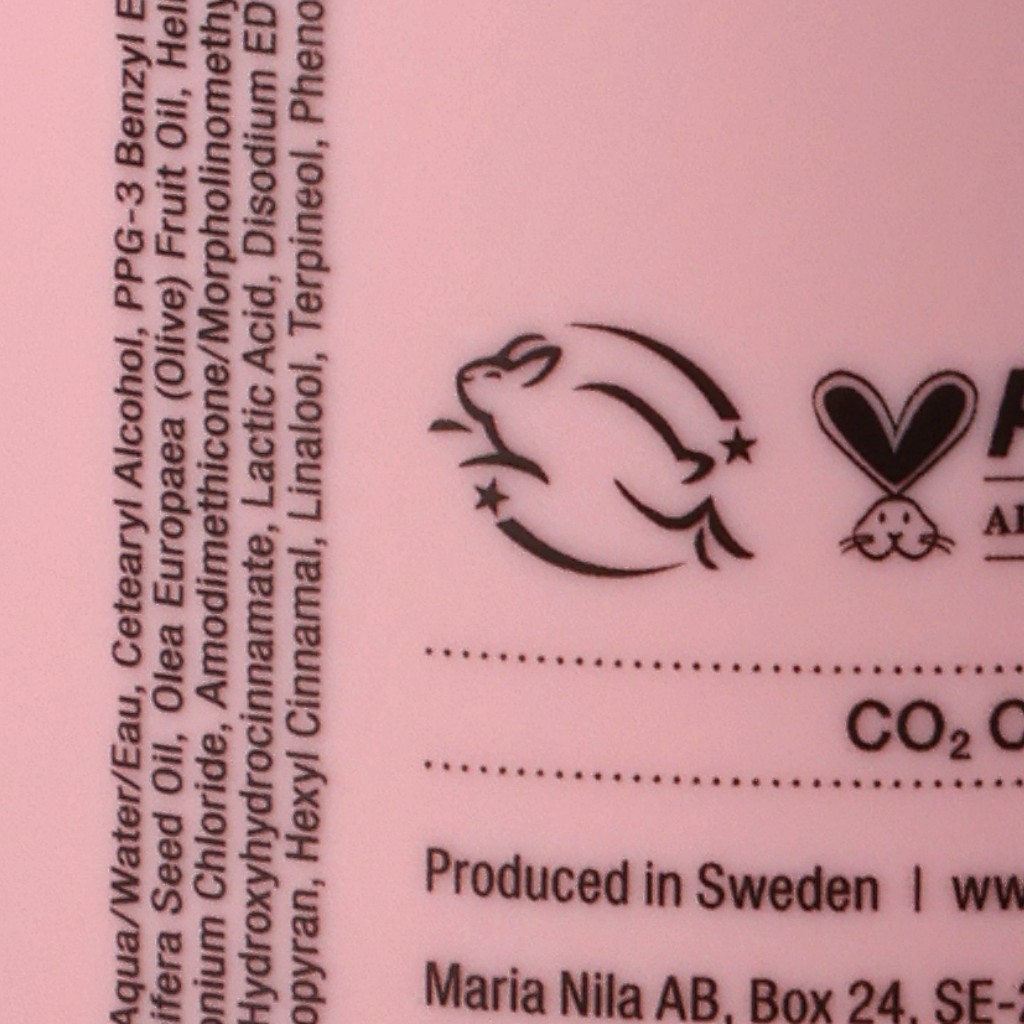 Aqua/Water/Eau, Cetearyl Alcohol, PPG-3 Benzyl E
ifera Seed Oil, Olea Europaea (Olive) Fruit Oil, Heli
onium Chloride, Amodimethicone/Morpholinomethy
Hydroxyhydrocinnamate, Lactic Acid, Disodium ED
opyran, Hexyl Cinnamal, Linalool, Terpineol, Pheno
CO₂ C
Produced in Sweden | ww
Maria Nila AB, Box 24, SE-